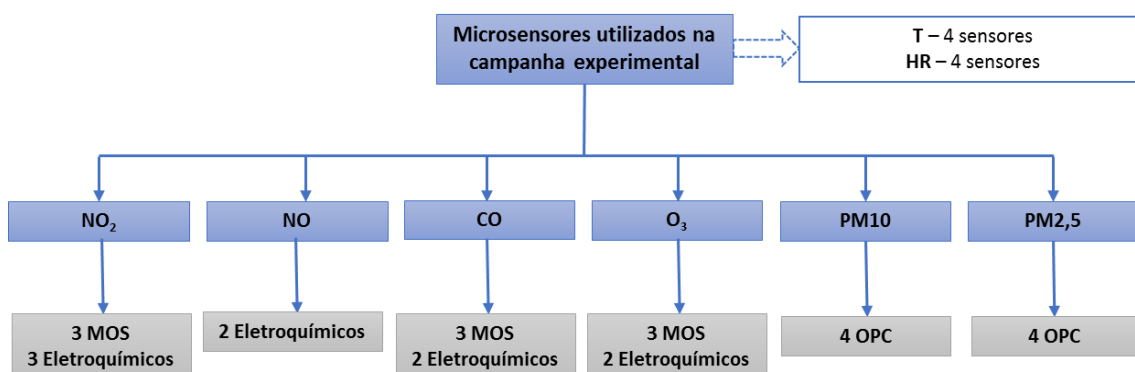 Microsensores utilizados na
campanha experimental
T – 4 sensores
HR – 4 sensores
NO₂
NO
CO
O₃
PM10
PM2,5
3 MOS
3 Eletroquímicos
2 Eletroquímicos
3 MOS
2 Eletroquímicos
3 MOS
2 Eletroquímicos
4 OPC
4 OPC